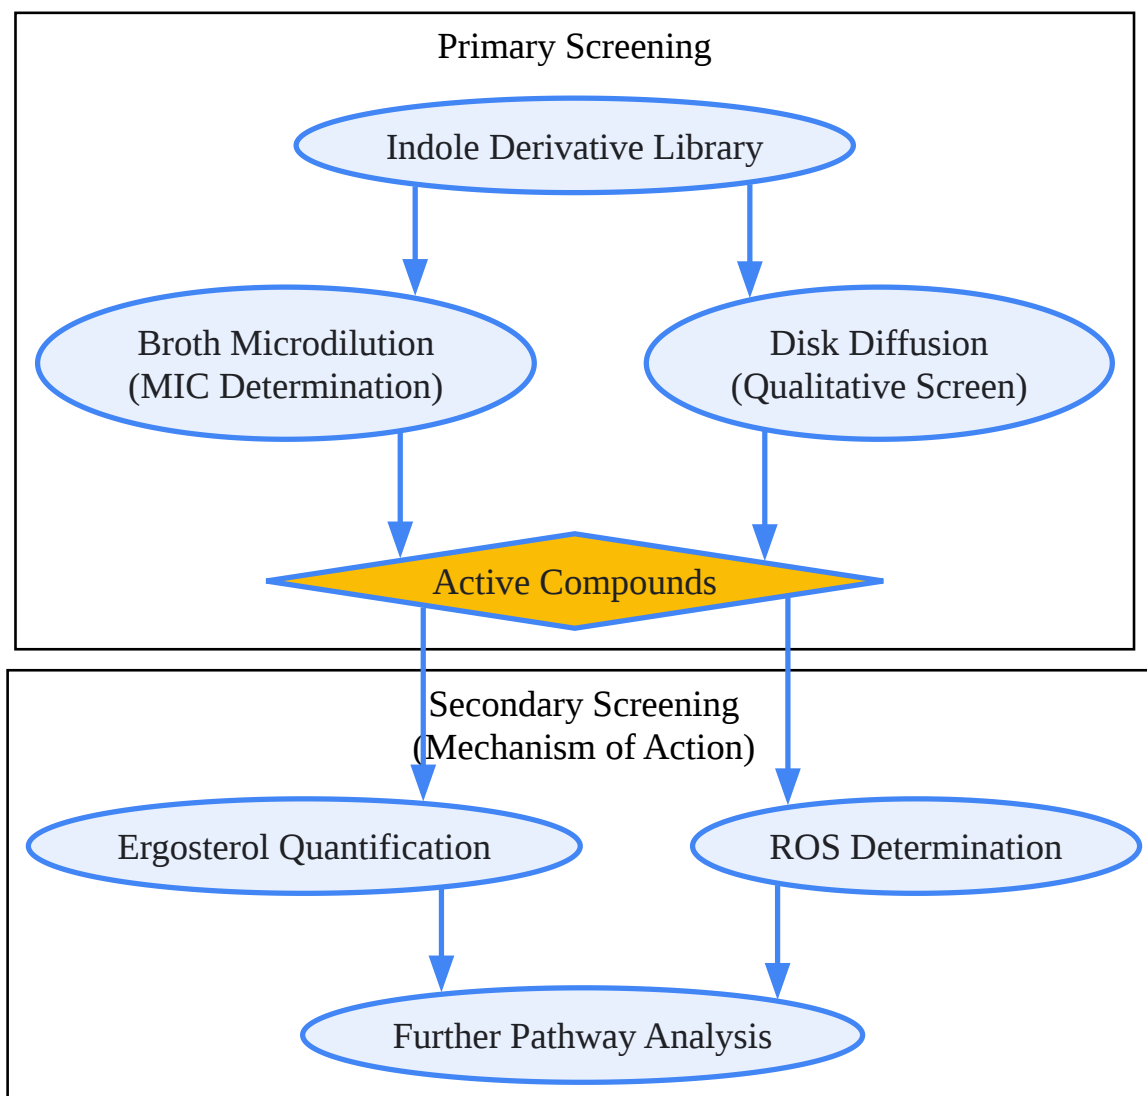 Primary Screening
Indole Derivative Library
Broth Microdilution
(MIC Determination)
Disk Diffusion
(Qualitative Screen)
Active Compounds
Secondary Screening
(Mechanism of Action)
Ergosterol Quantification
ROS Determination
Further Pathway Analysis